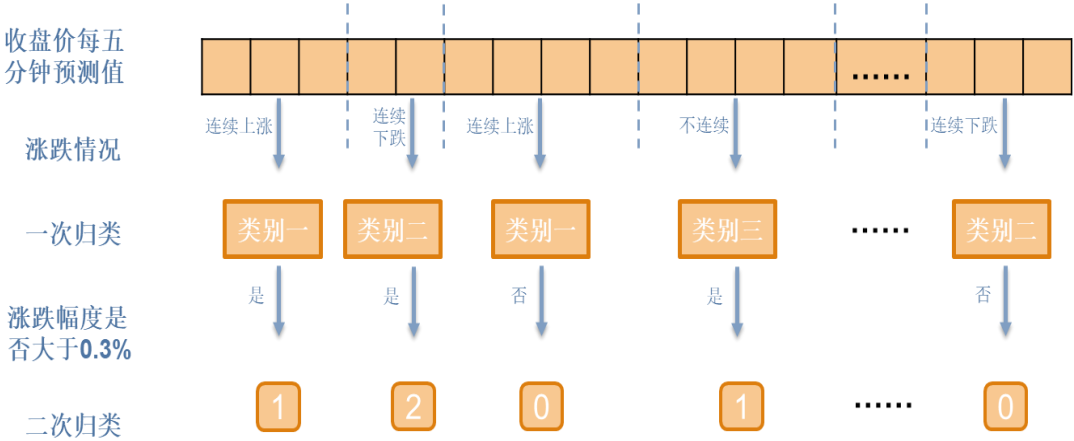 收盘价每五
分钟预测值
......
连续上涨
连续
下跌
连续上涨
不连续
连续下跌
涨跌情况
一次归类
类别一
类别二
类别一
类别三
......
类别二
涨跌幅度是
否大于0.3%
是
是
否
是
否
二次归类
1
2
0
1
......
0